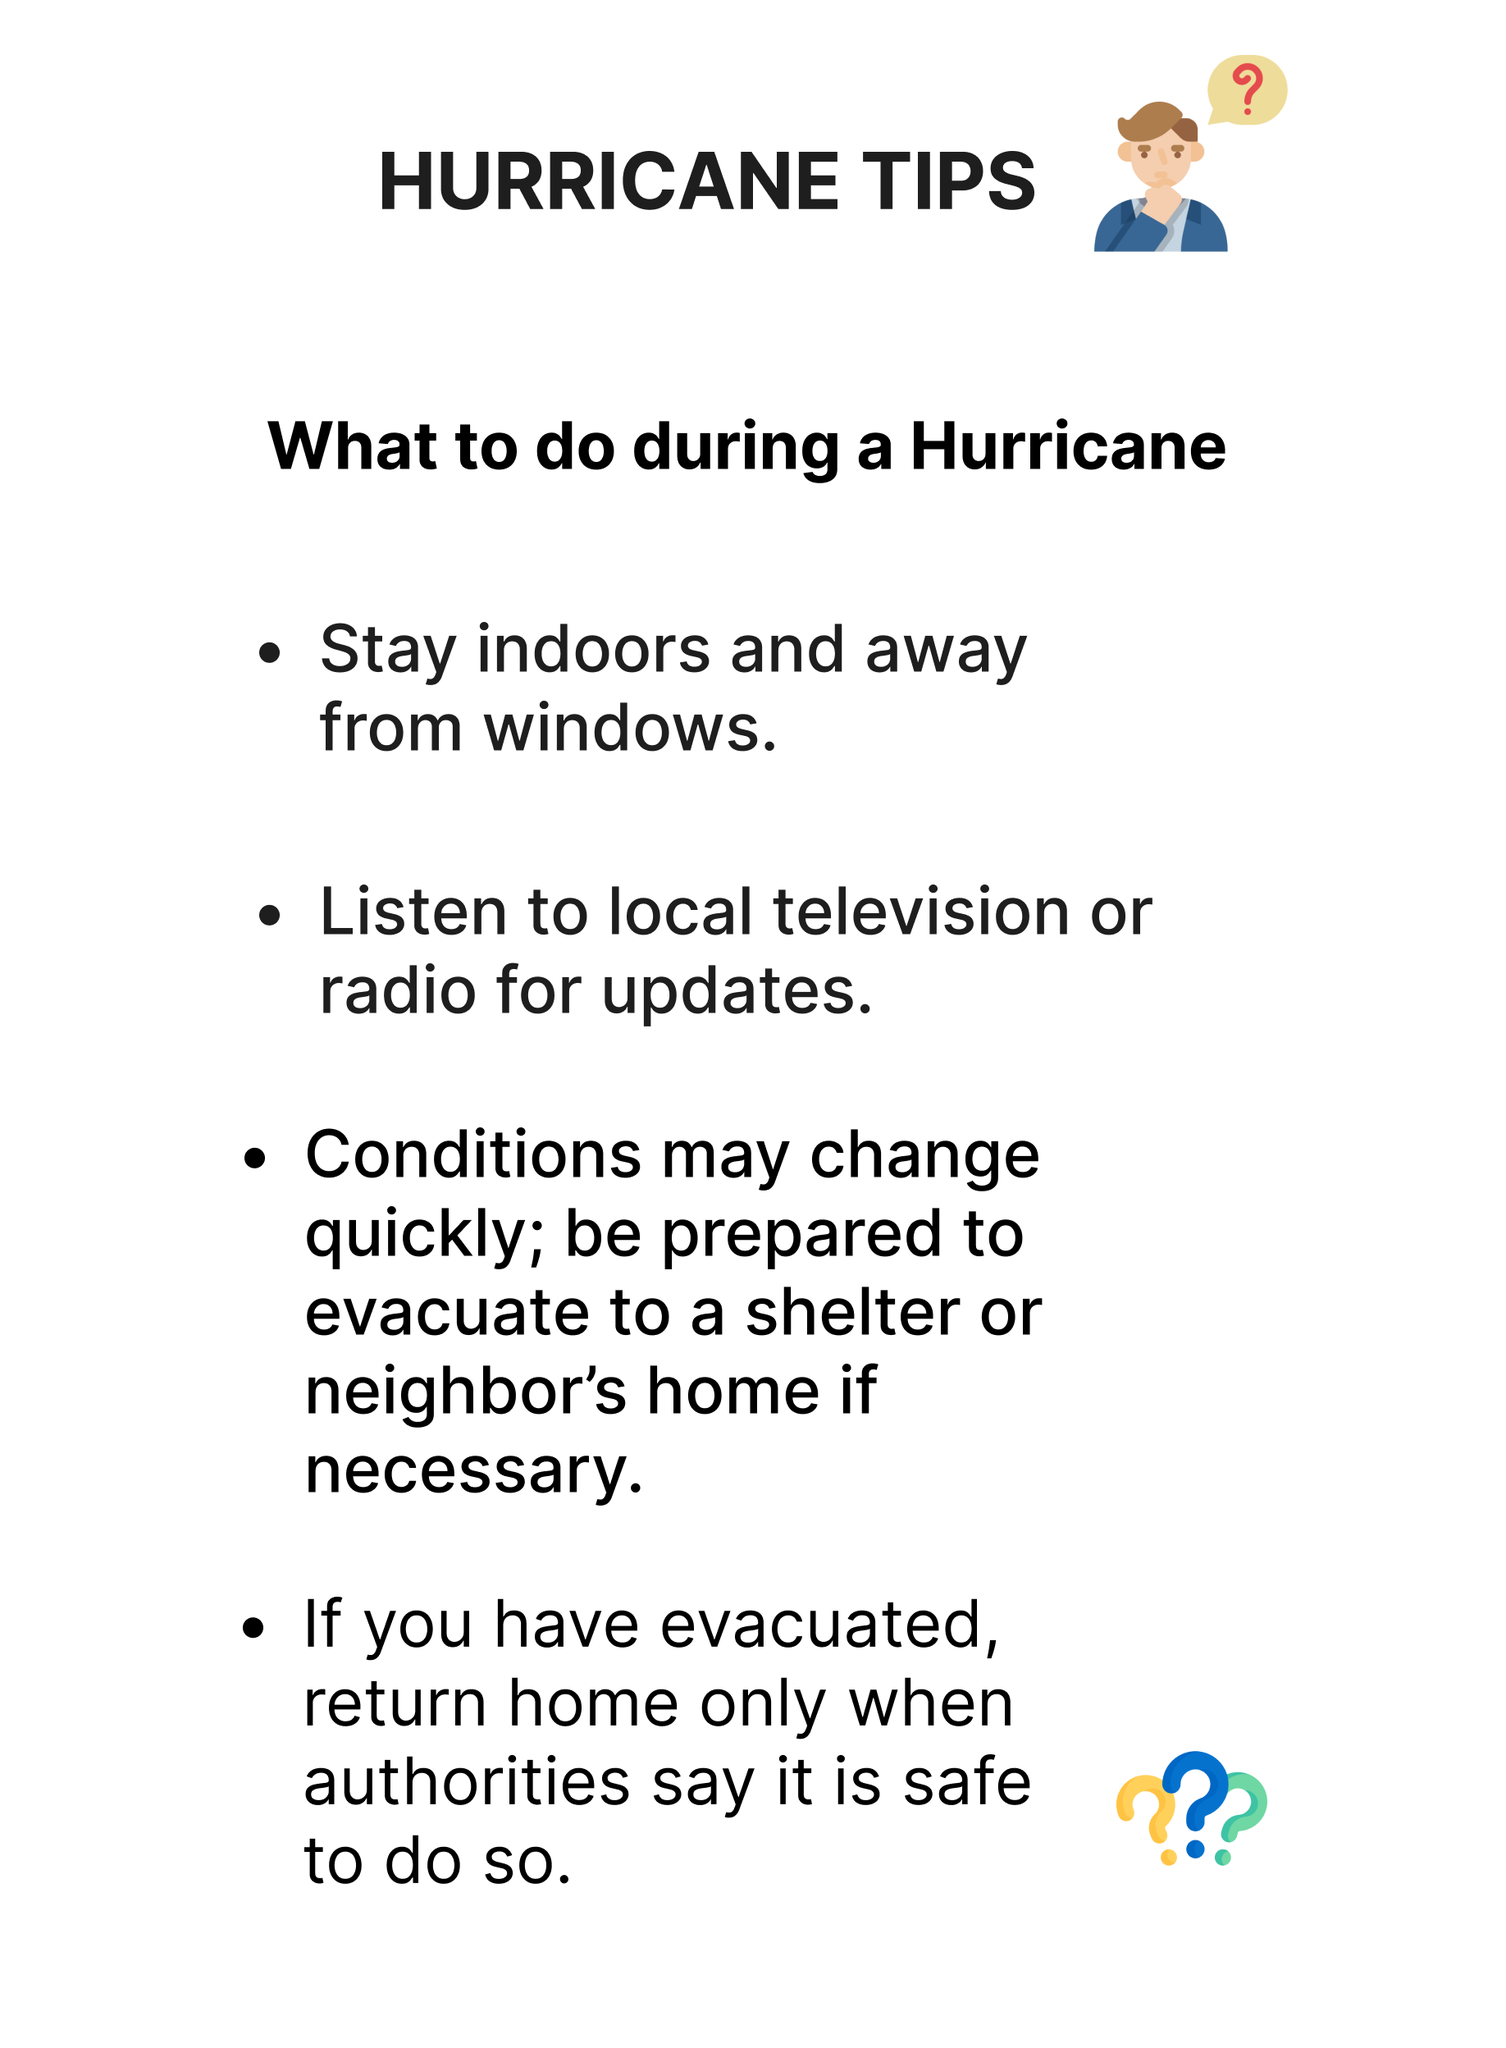 HURRICANE TIPS
?
What to do during a Hurricane
• Stay indoors and away
from windows.
• Listen to local television or
radio for updates.
• Conditions may change
quickly; be prepared to
evacuate to a shelter or
neighbor’s home if
necessary.
• If you have evaсuated,
return home only when
authorities say it is safe
to do so.
???